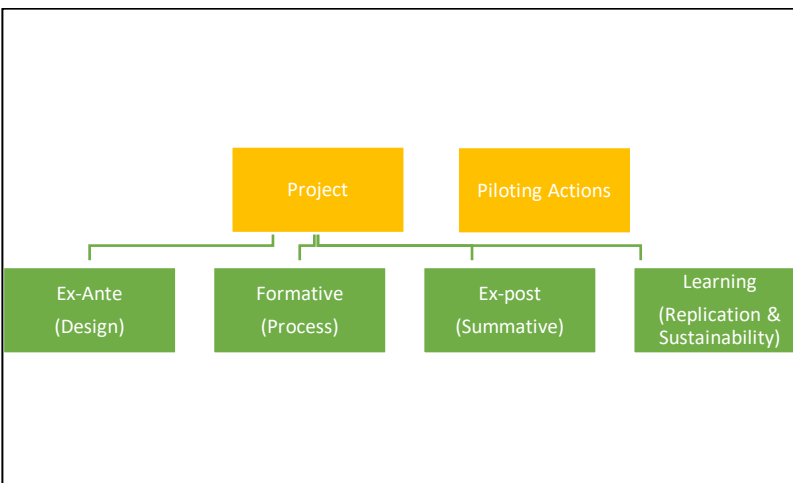 Project
Piloting Actions
Ex-Ante
(Design)
Formative
(Process)
Ex-post
(Summative)
Learning
(Replication &
Sustainability)